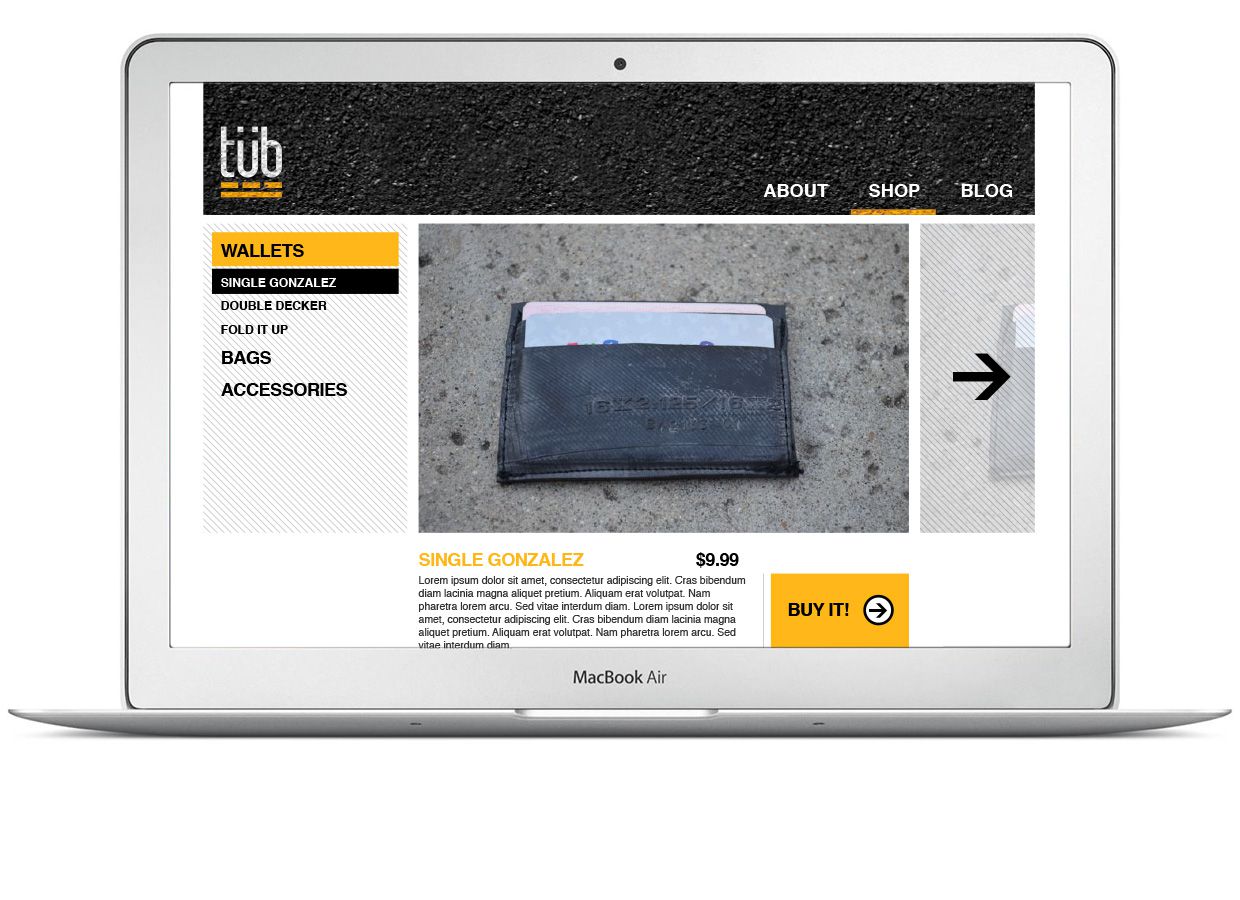 tüb
ABOUT SHOP BLOG
WALLETS
SINGLE GONZALEZ
DOUBLE DECKER
FOLD IT UP
BAGS
ACCESSORIES
SINGLE GONZALEZ $9.99
Lorem ipsum dolor sit amet, consectetur adipiscing elit. Cras bibendum
diam lacinia magna aliquet pretium. Aliquam erat volutpat. Nam
pharetra lorem arcu. Sed vitae interdum diam. Lorem ipsum dolor sit
amet, consectetur adipiscing elit. Cras bibendum diam lacinia magna
aliquet pretium. Aliquam erat volutpat. Nam pharetra lorem arcu. Sed
vitae interdum diam.
BUY IT!
MacBook Air